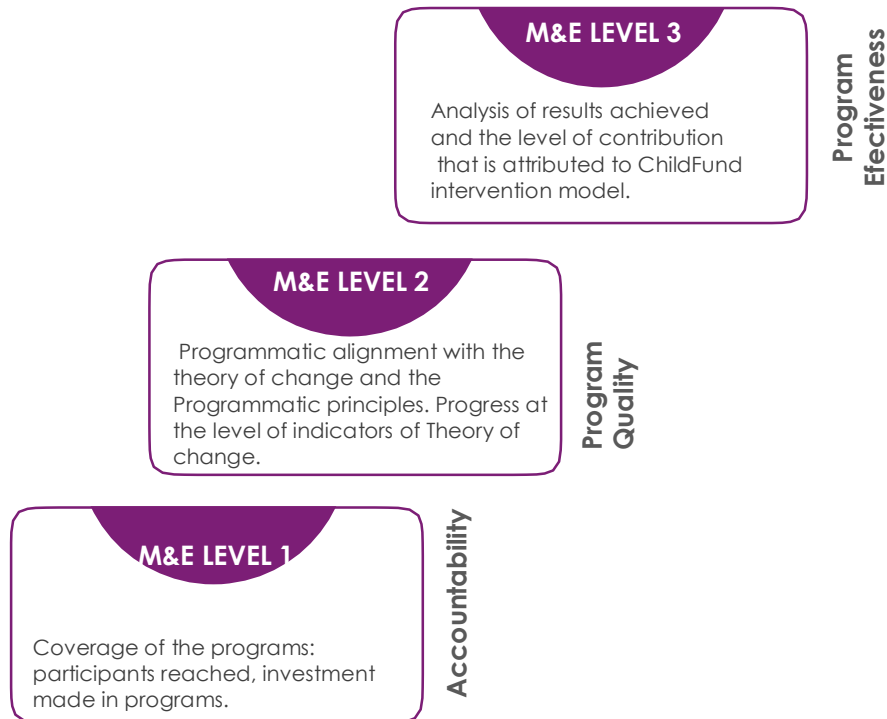 M&E LEVEL 3
Analysis of results achieved
and the level of contribution
that is attributed to ChildFund
intervention model.
Program
Efectiveness
M&E LEVEL 2
Programmatic alignment with the
theory of change and the
Programmatic principles. Progress at
the level of indicators of Theory of
change.
Program
Quality
M&E LEVEL 1
Coverage of the programs:
participants reached, investment
made in programs.
Accountability